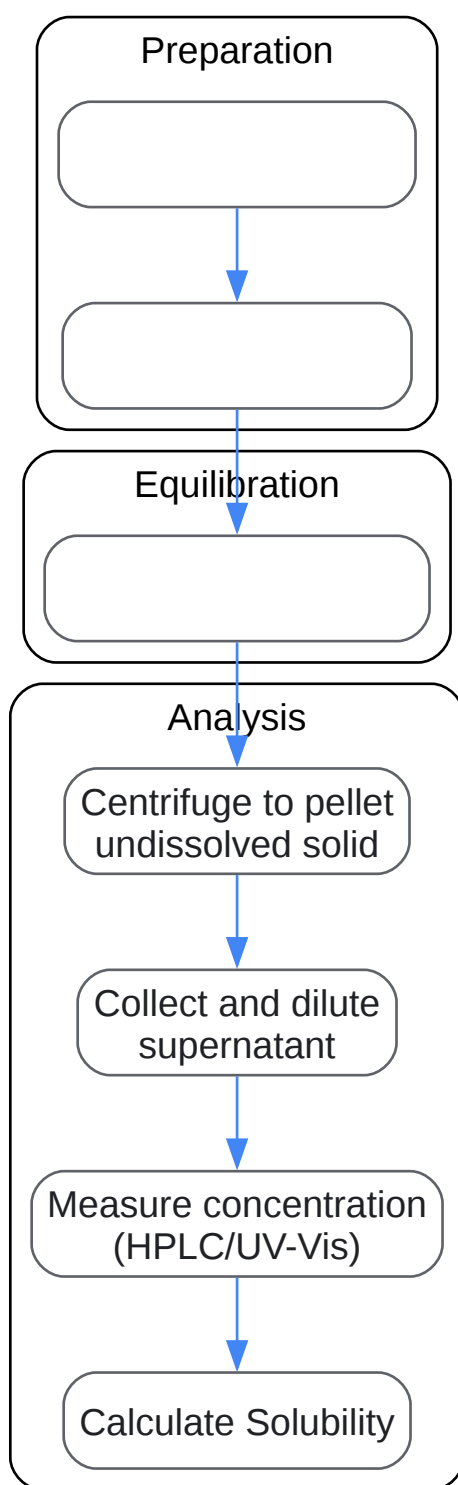 Preparation
Equilibration
Analysis
Centrifuge to pellet
undissolved solid
Collect and dilute
supernatant
Measure concentration
(HPLC/UV-Vis)
Calculate Solubility